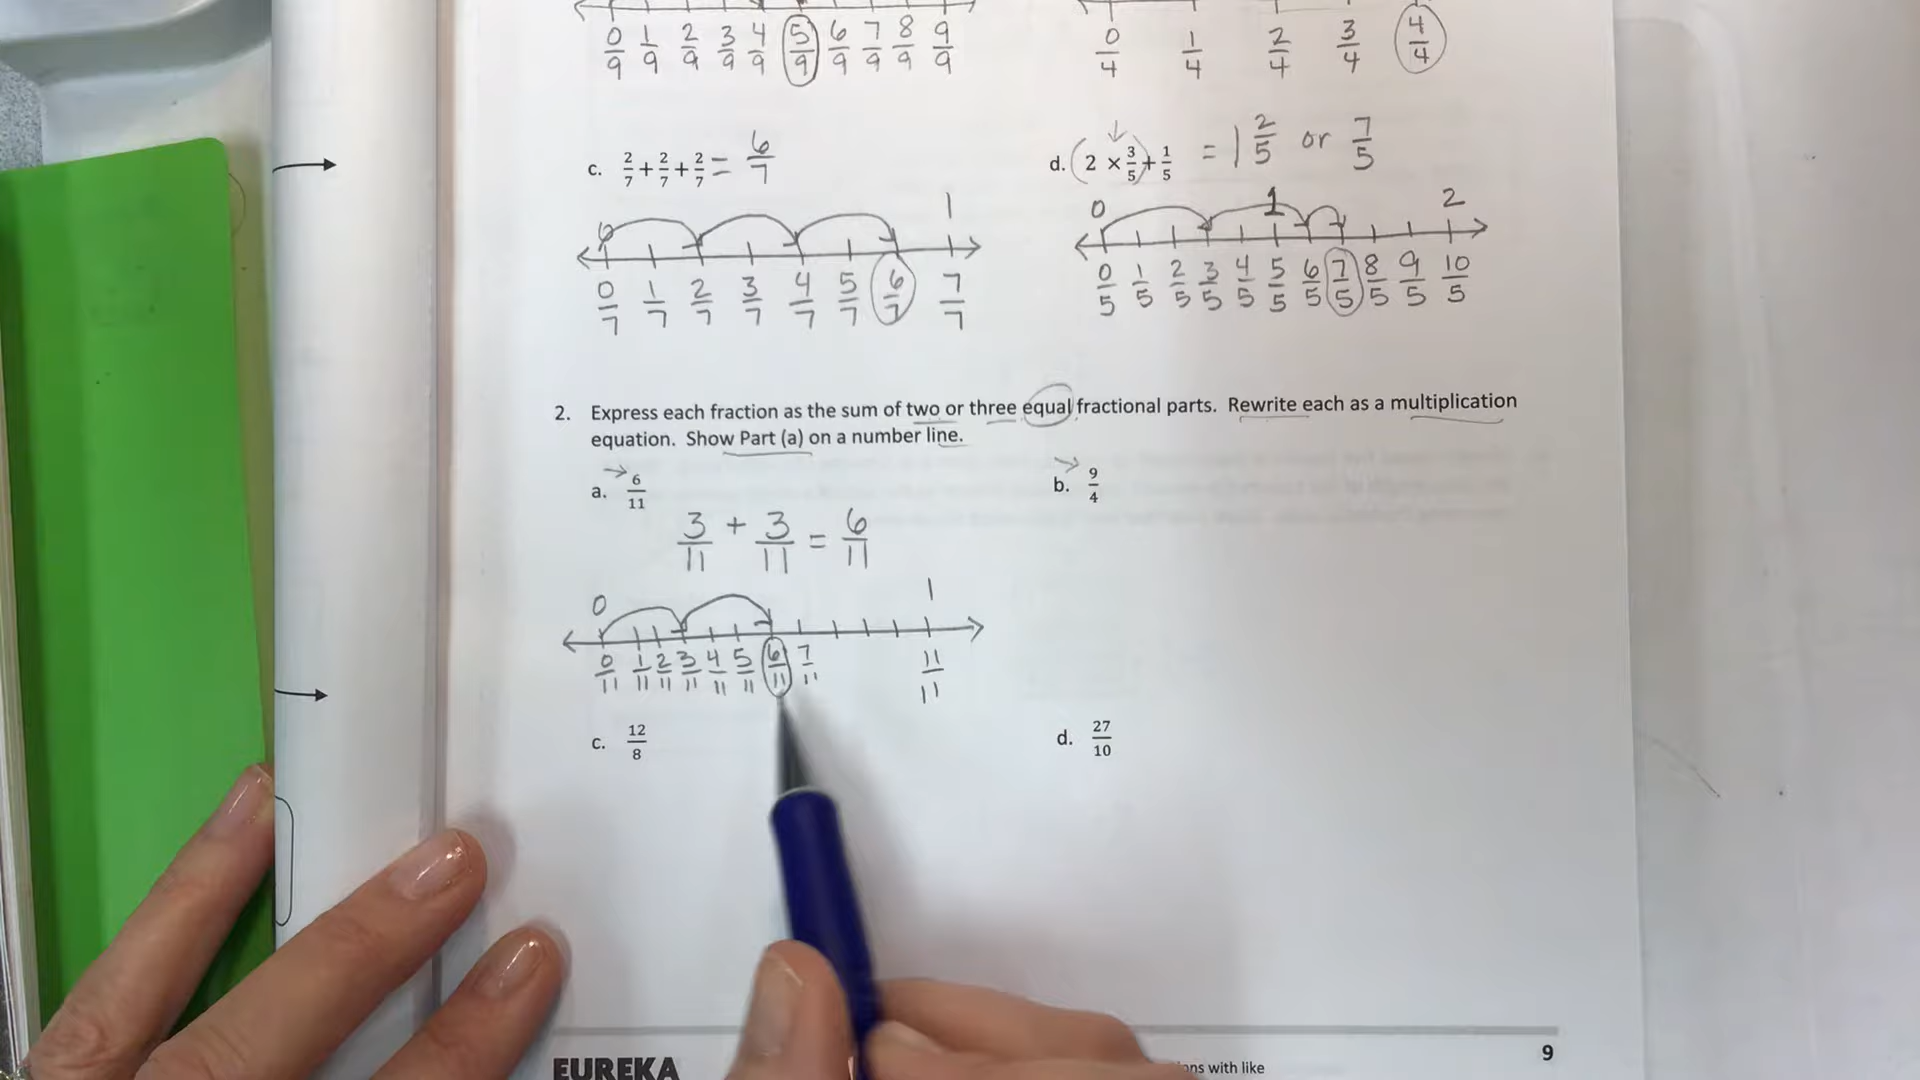 0/9 1/9 2/9 3/9 4/9 5/9 6/9 7/9 8/9 9/9
0/4 1/4 2/4 3/4 4/4
c. 2/7 + 2/7 + 2/7 = 6/7
0 1
0/7 1/7 2/7 3/7 4/7 5/7 6/7 7/7
d. (2 × 3/5) + 1/5 = 1 2/5 or 7/5
0 1 2
0/5 1/5 2/5 3/5 4/5 5/5 6/5 7/5 8/5 9/5 10/5
2. Express each fraction as the sum of two or three equal fractional parts. Rewrite each as a multiplication
equation. Show Part (a) on a number line.
a. 6/11
3/11 + 3/11 = 6/11
0 1
0/11 1/11 2/11 3/11 4/11 5/11 6/11 7/11 11/11
b. 9/4
c. 12/8
d. 27/10
EUREKA
with like
9